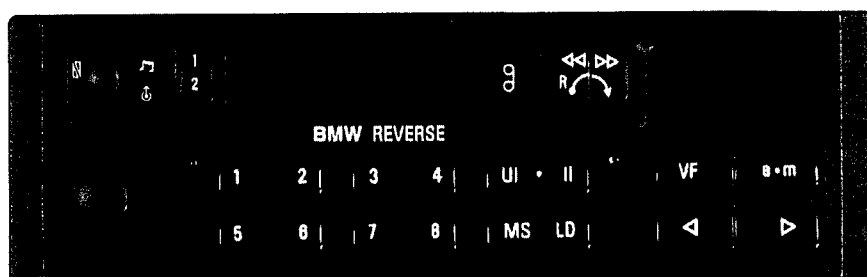 1
2
R
BMW REVERSE
1 2 3 4 UI • II VF a•m
5 6 7 8 MS LD